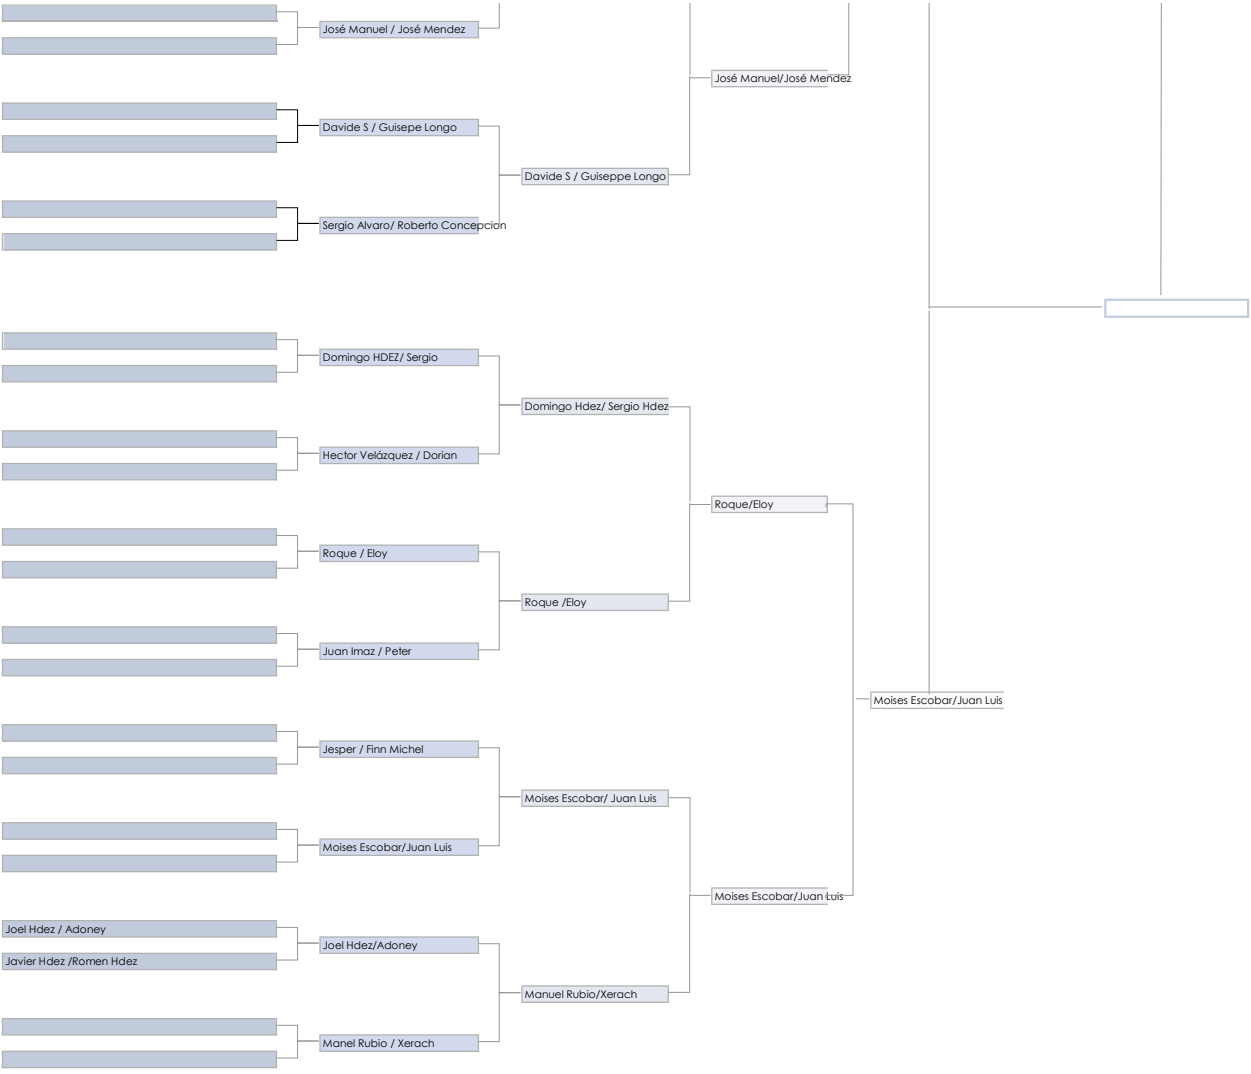 José Manuel / José Mendez
José Manuel/José Mendez
Davide S / Guisepe Longo
Davide S / Guiseppe Longo
Sergio Alvaro/ Roberto Concepcion
Domingo HDEZ/ Sergio
Domingo Hdez/ Sergio Hdez
Hector Velázquez / Dorian
Roque/Eloy
Roque / Eloy
Roque /Eloy
Juan Imaz / Peter
Moises Escobar/Juan Luis
Jesper / Finn Michel
Moises Escobar/ Juan Luis
Moises Escobar/Juan Luis
Moises Escobar/Juan Luis
Joel Hdez / Adoney
Joel Hdez/Adoney
Javier Hdez /Romen Hdez
Manuel Rubio/Xerach
Manel Rubio / Xerach